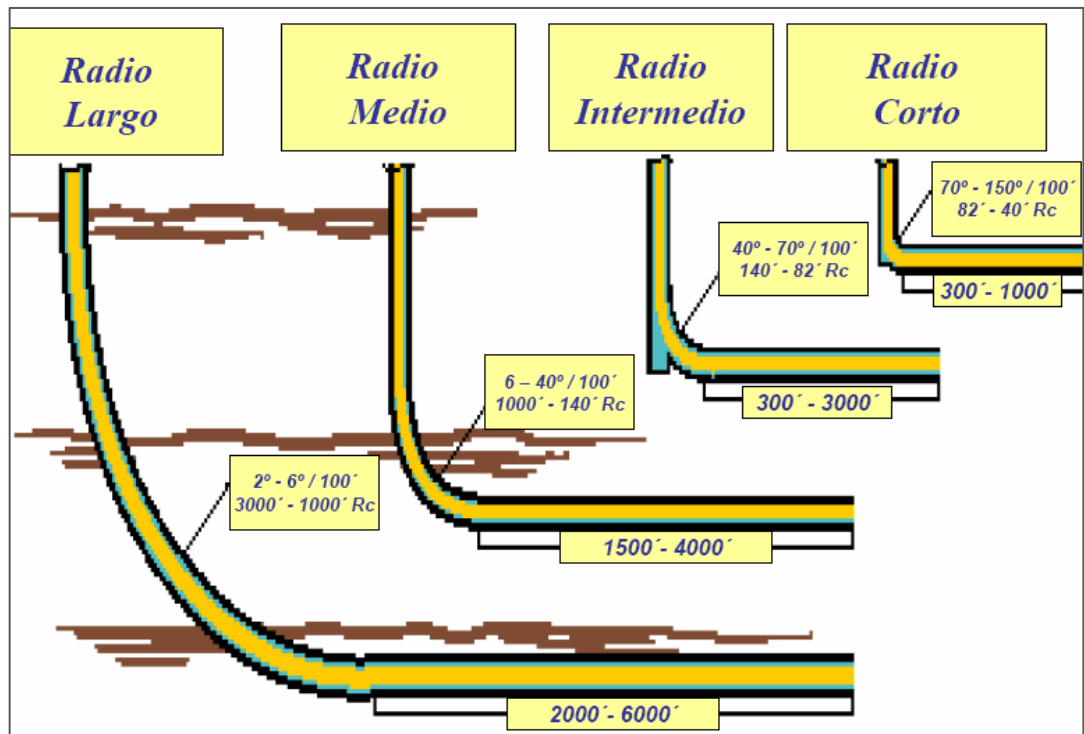 Radio
Largo
Radio
Medio
Radio
Intermedio
Radio
Corto
70º - 150º / 100´
82´ - 40´ Rc
300´- 1000´
40º - 70º / 100´
140´ - 82´ Rc
300´ - 3000´
6 – 40º / 100´
1000´ - 140´ Rc
1500´- 4000´
2º - 6º / 100´
3000´ - 1000´ Rc
2000´- 6000´